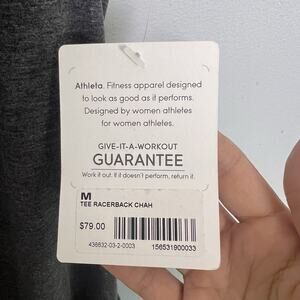 Athleta. Fitness apparel designed
to look as good as it performs.
Designed by women athletes
for women athletes.
GIVE-IT-A-WORKOUT
GUARANTEE
Work it out. If it doesn't perform, return it.
M
TEE RACERBACK CHAH
$79.00
436632-03-2-0003
156531900033